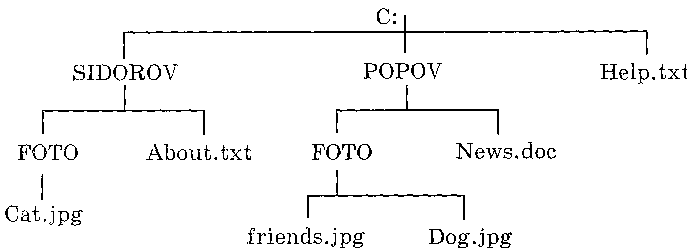 C:
SIDOROV POPOV Help.txt
FOTO About.txt FOTO News.doc
Cat.jpg
friends.jpg Dog.jpg